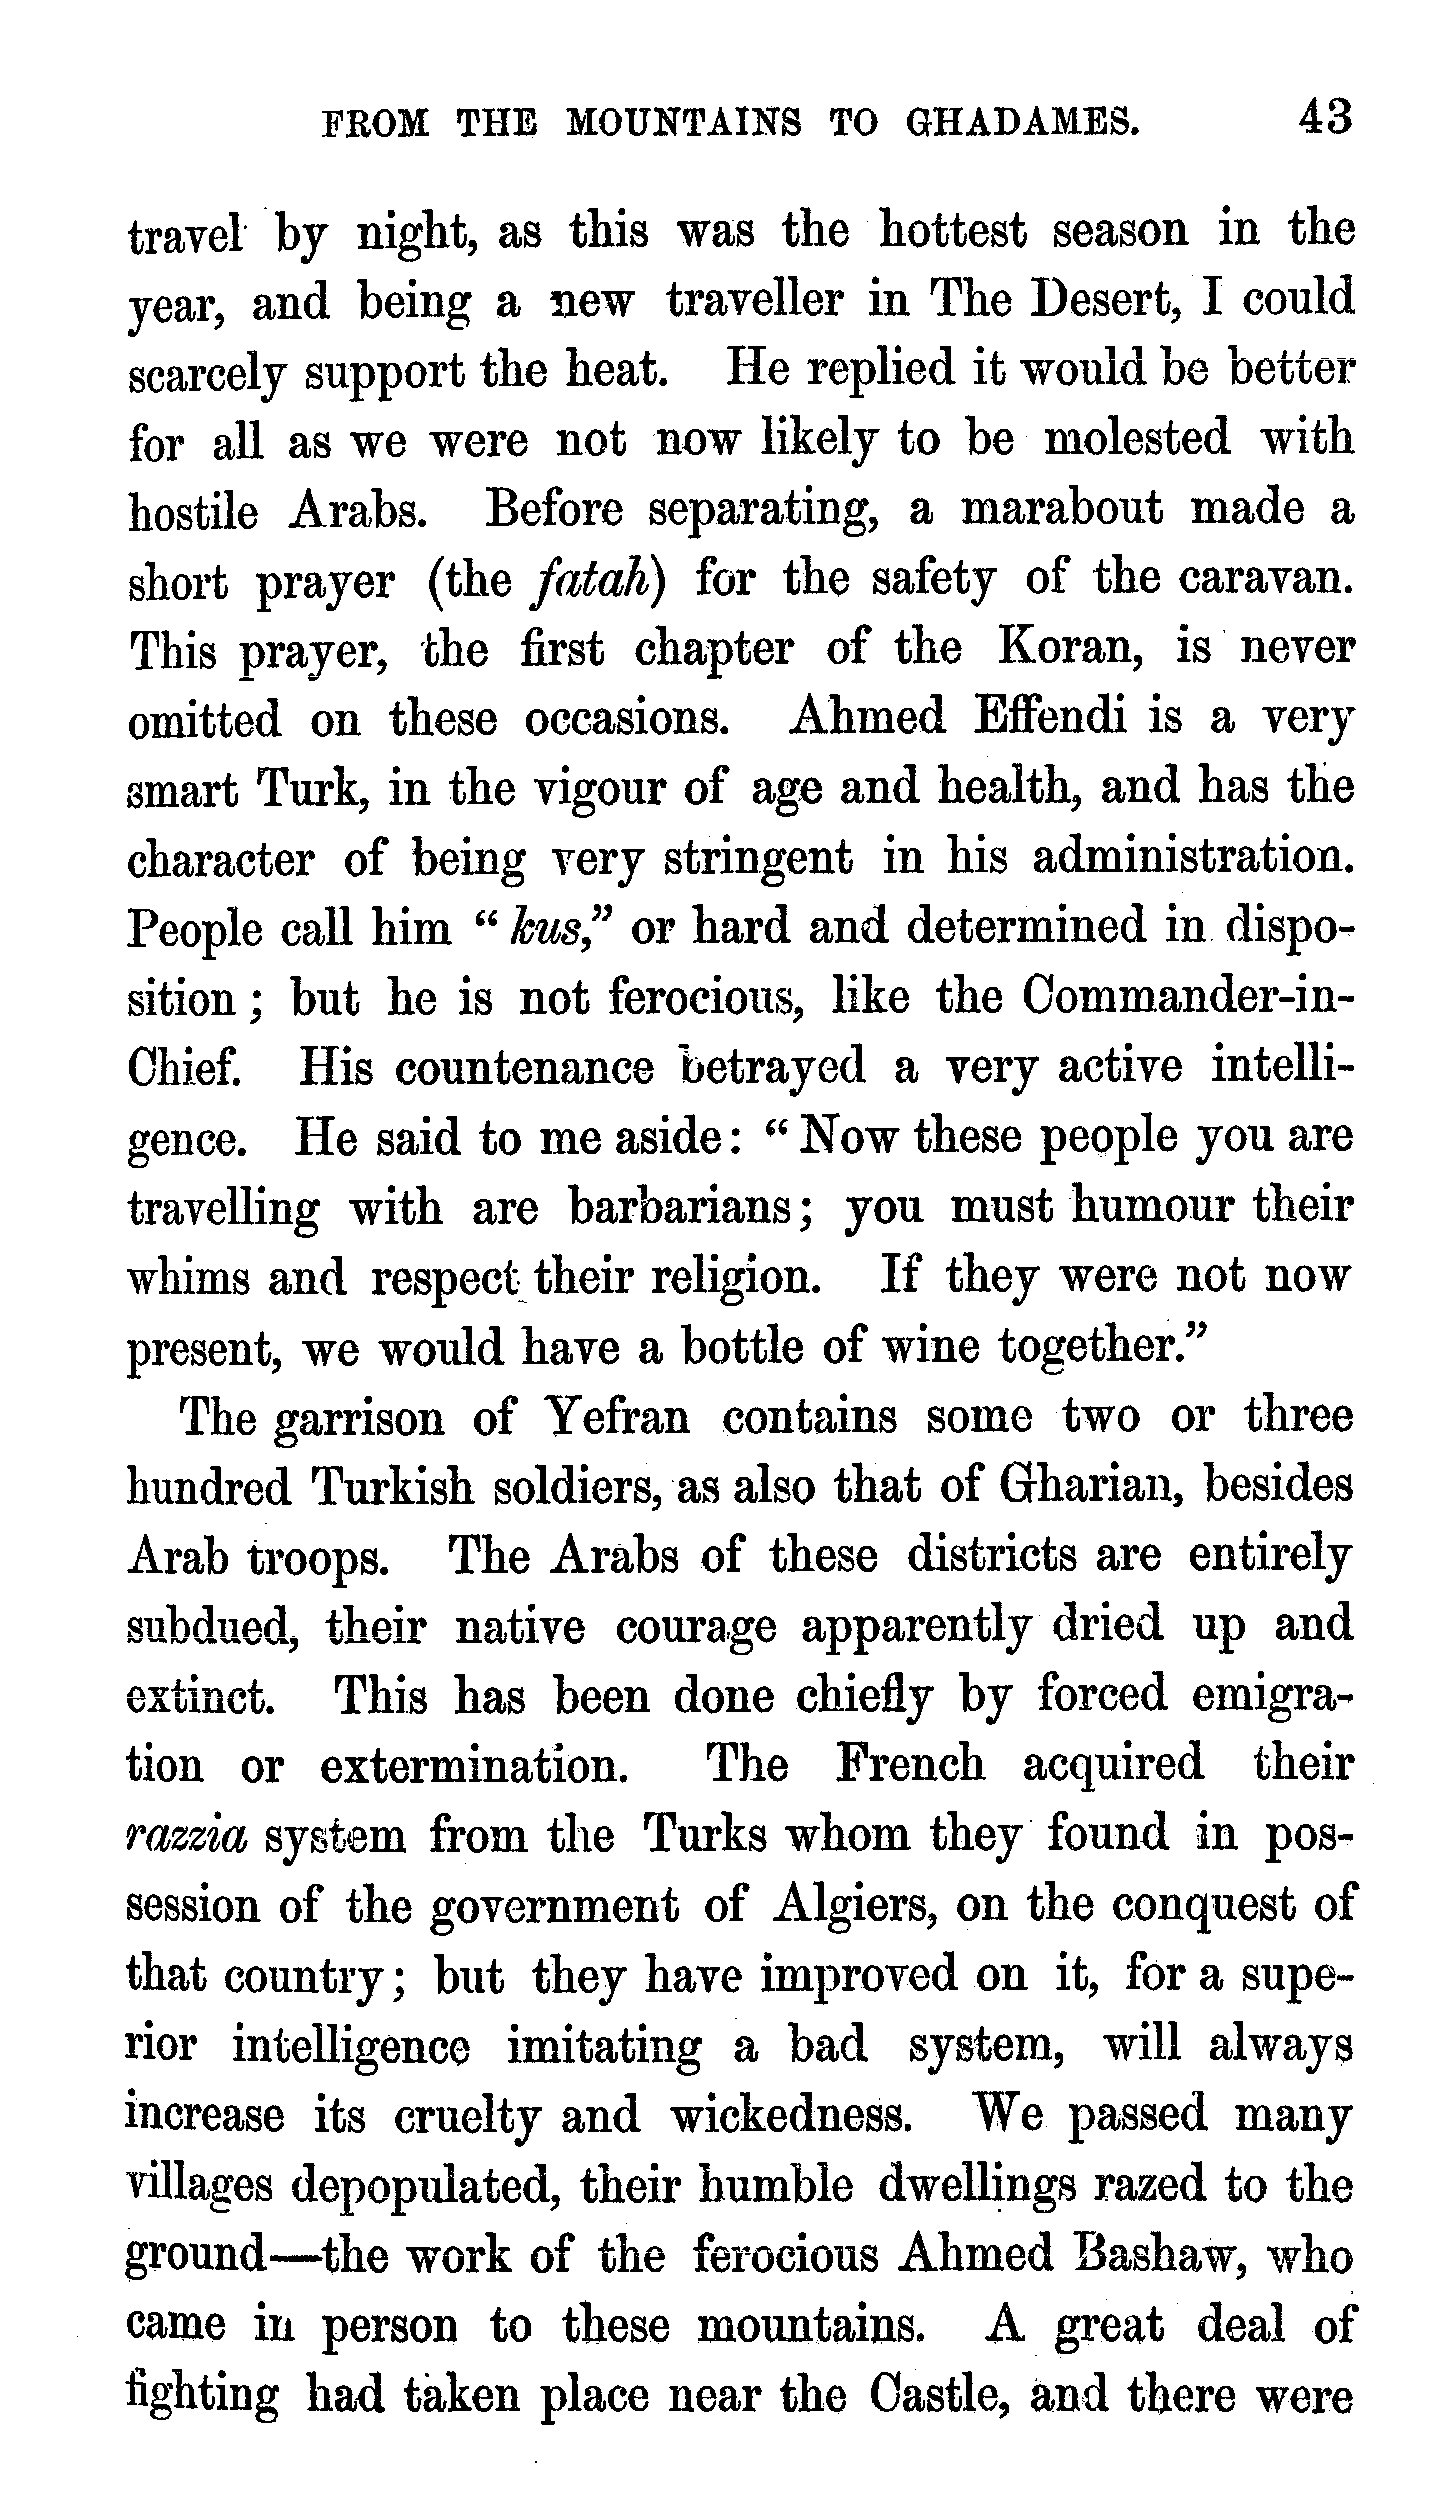 FROM THE MOUNTAINS TO GHADAMES. 43
travel by night, as this was the hottest season in the
year, and being a new traveller in The Desert, I could
scarcely support the heat. He replied it would be better
for all as we were not now likely to be molested with
hostile Arabs. Before separating, a marabout made a
short prayer (the fatah) for the safety of the caravan.
This prayer, the first chapter of the Koran, is never
omitted on these occasions. Ahmed Effendi is a very
smart Turk, in the vigour of age and health, and has the
character of being very stringent in his administration.
People call him “kus,” or hard and determined in dispo-
sition; but he is not ferocious, like the Commander-in-
Chief. His countenance betrayed a very active intelli-
gence. He said to me aside: “Now these people you are
travelling with are barbarians; you must humour their
whims and respect their religion. If they were not now
present, we would have a bottle of wine together.”
The garrison of Yefran contains some two or three
hundred Turkish soldiers, as also that of Gharian, besides
Arab troops. The Arabs of these districts are entirely
subdued, their native courage apparently dried up and
extinct. This has been done chiefly by forced emigra-
tion or extermination. The French acquired their
razzia system from the Turks whom they found in pos-
session of the government of Algiers, on the conquest of
that country; but they have improved on it, for a supe-
rior intelligence imitating a bad system, will always
increase its cruelty and wickedness. We passed many
villages depopulated, their humble dwellings razed to the
ground—the work of the ferocious Ahmed Bashaw, who
came in person to these mountains. A great deal of
fighting had taken place near the Castle, and there were